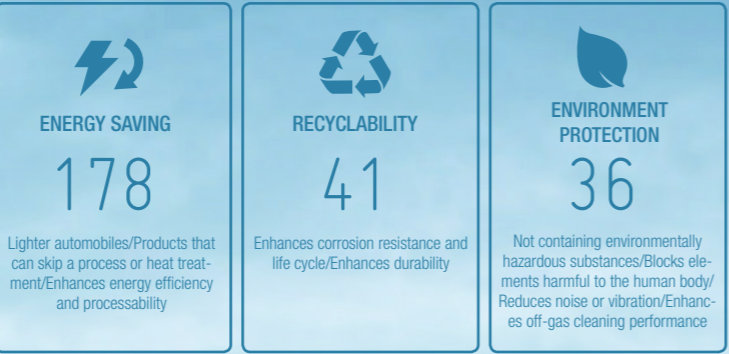 ENERGY SAVING
178
Lighter automobiles/Products that
can skip a process or heat treat-
ment/Enhances energy efficiency
and processability
RECYCLABILITY
41
Enhances corrosion resistance and
life cycle/Enhances durability
ENVIRONMENT
PROTECTION
36
Not containing environmentally
hazardous substances/Blocks ele-
ments harmful to the human body/
Reduces noise or vibration/Enhanc-
es off-gas cleaning performance